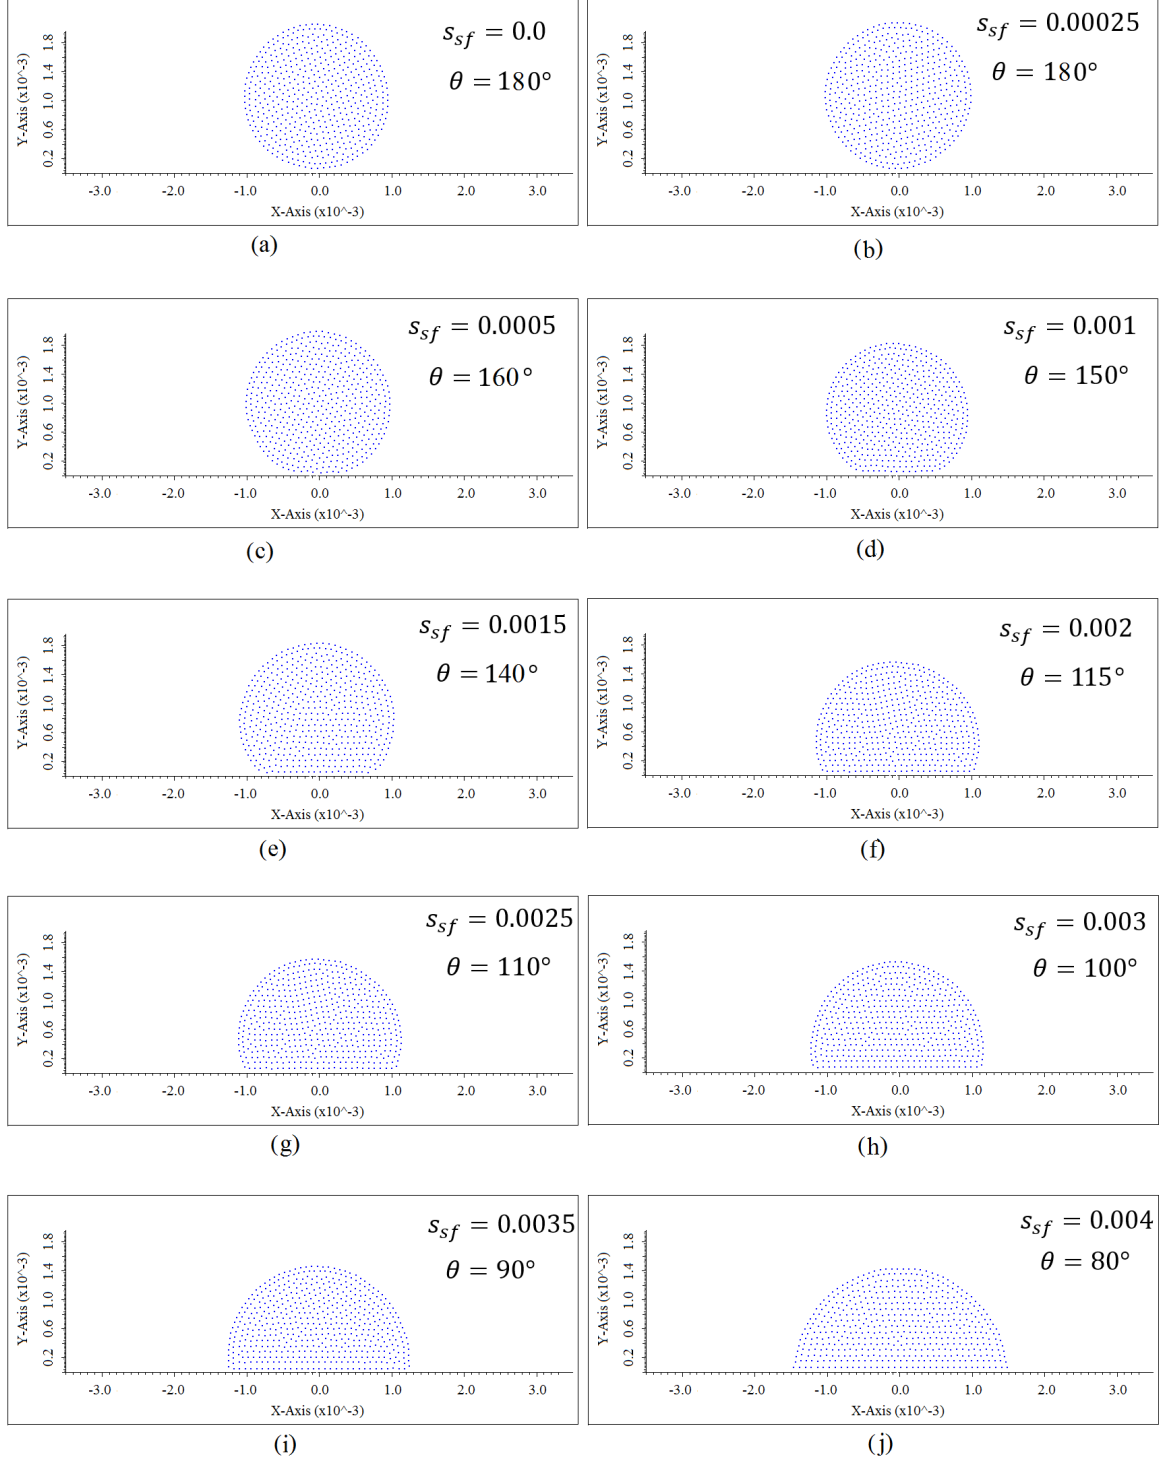 s_sf = 0.0
θ = 180°
Y-Axis (x10^-3)
1.8
1.4
1.0
0.6
0.2
-3.0 -2.0 -1.0 0.0 1.0 2.0 3.0
X-Axis (x10^-3)
(a)
s_sf = 0.00025
θ = 180°
Y-Axis (x10^-3)
1.8
1.4
1.0
0.6
0.2
-3.0 -2.0 -1.0 0.0 1.0 2.0 3.0
X-Axis (x10^-3)
(b)
s_sf = 0.0005
θ = 160°
Y-Axis (x10^-3)
1.8
1.4
1.0
0.6
0.2
-3.0 -2.0 -1.0 0.0 1.0 2.0 3.0
X-Axis (x10^-3)
(c)
s_sf = 0.001
θ = 150°
Y-Axis (x10^-3)
1.8
1.4
1.0
0.6
0.2
-3.0 -2.0 -1.0 0.0 1.0 2.0 3.0
X-Axis (x10^-3)
(d)
s_sf = 0.0015
θ = 140°
Y-Axis (x10^-3)
1.8
1.4
1.0
0.6
0.2
-3.0 -2.0 -1.0 0.0 1.0 2.0 3.0
X-Axis (x10^-3)
(e)
s_sf = 0.002
θ = 115°
Y-Axis (x10^-3)
1.8
1.4
1.0
0.6
0.2
-3.0 -2.0 -1.0 0.0 1.0 2.0 3.0
X-Axis (x10^-3)
(f)
s_sf = 0.0025
θ = 110°
Y-Axis (x10^-3)
1.8
1.4
1.0
0.6
0.2
-3.0 -2.0 -1.0 0.0 1.0 2.0 3.0
X-Axis (x10^-3)
(g)
s_sf = 0.003
θ = 100°
Y-Axis (x10^-3)
1.8
1.4
1.0
0.6
0.2
-3.0 -2.0 -1.0 0.0 1.0 2.0 3.0
X-Axis (x10^-3)
(h)
s_sf = 0.0035
θ = 90°
Y-Axis (x10^-3)
1.8
1.4
1.0
0.6
0.2
-3.0 -2.0 -1.0 0.0 1.0 2.0 3.0
X-Axis (x10^-3)
(i)
s_sf = 0.004
θ = 80°
Y-Axis (x10^-3)
1.8
1.4
1.0
0.6
0.2
-3.0 -2.0 -1.0 0.0 1.0 2.0 3.0
X-Axis (x10^-3)
(j)